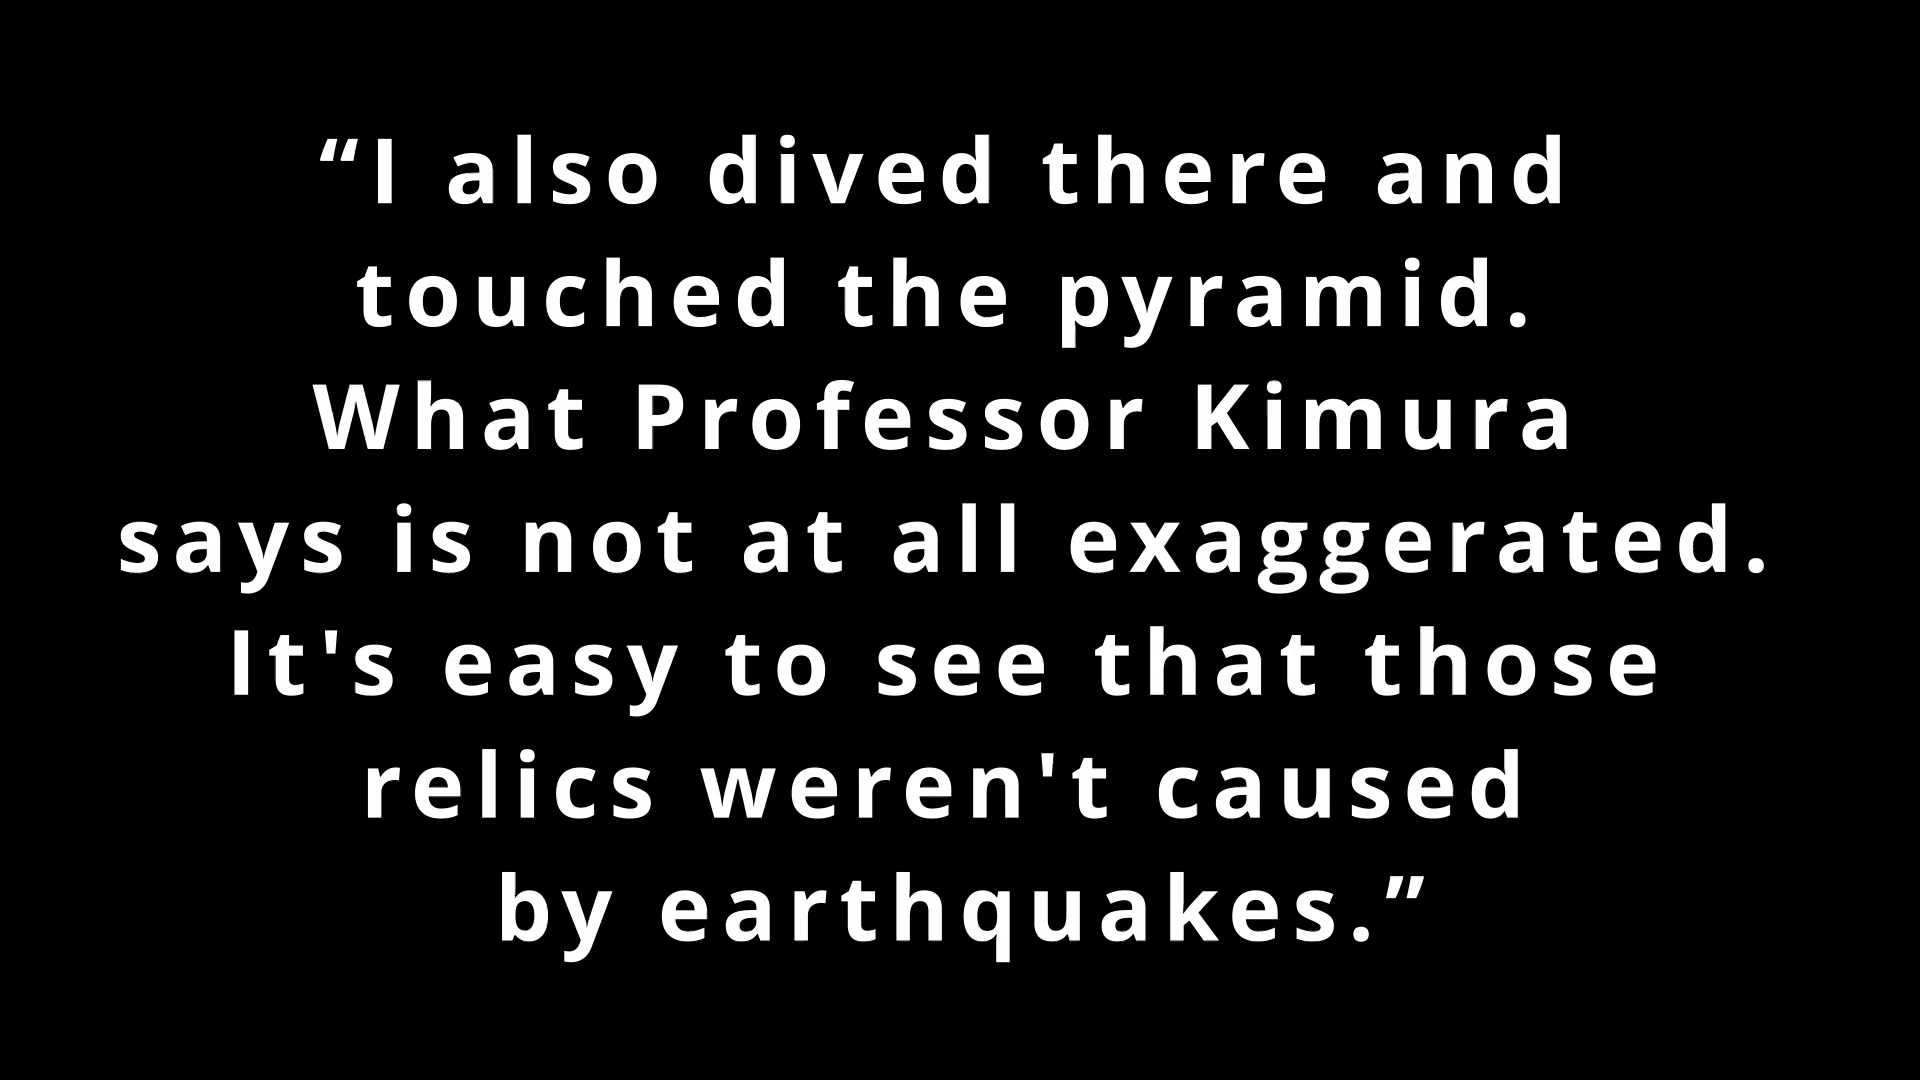 “I also dived there and
touched the pyramid.
What Professor Kimura
says is not at all exaggerated.
It's easy to see that those
relics weren't caused
by earthquakes.”